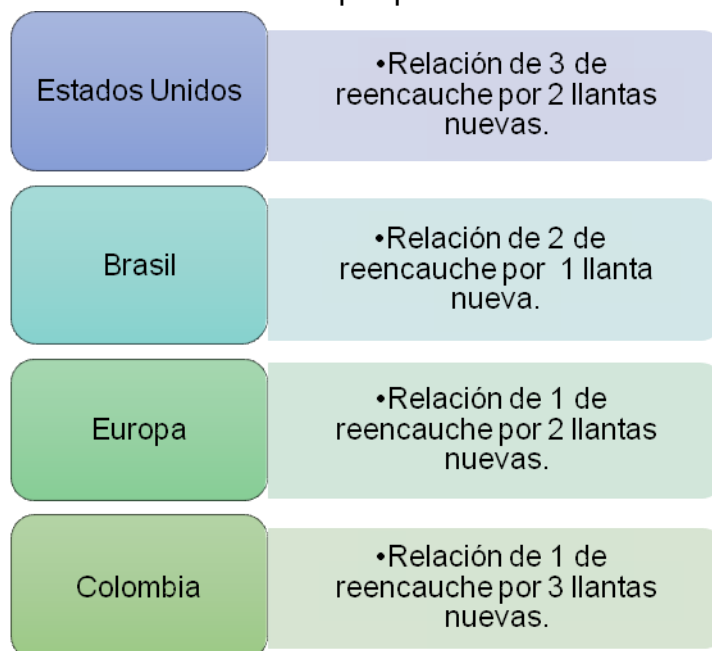 Estados Unidos
•Relación de 3 de
reencauche por 2 llantas
nuevas.
Brasil
•Relación de 2 de
reencauche por 1 llanta
nueva.
Europa
•Relación de 1 de
reencauche por 2 llantas
nuevas.
Colombia
•Relación de 1 de
reencauche por 3 llantas
nuevas.